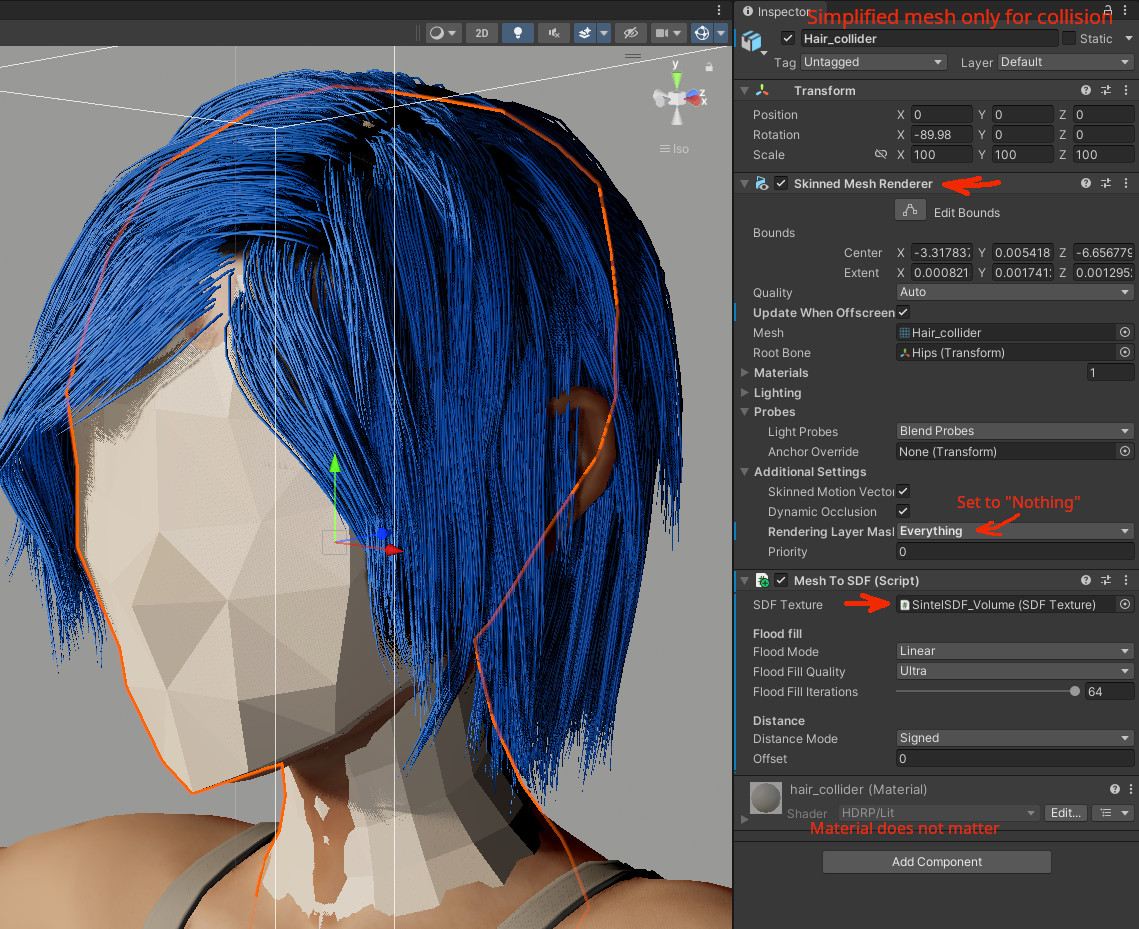 Inspector
Simplified mesh only for collision
2D
Hair_collider
Static
Tag Untagged Layer Default
Transform
Position X 0 Y 0 Z 0
Rotation X -89.98 Y 0 Z 0
Scale X 100 Y 100 Z 100
y
z
x
Iso
Skinned Mesh Renderer
Edit Bounds
Bounds
Center X -3.317837 Y 0.005418 Z -6.656779
Extent X 0.000821 Y 0.001741 Z 0.001295
Quality Auto
Update When Offscreen
Mesh Hair_collider
Root Bone Hips (Transform)
Materials 1
Lighting
Probes
Light Probes Blend Probes
Anchor Override None (Transform)
Additional Settings
Skinned Motion Vector
Set to "Nothing"
Dynamic Occlusion
Rendering Layer Mask Everything
Priority 0
Mesh To SDF (Script)
SDF Texture # SintelSDF_Volume (SDF Texture)
Flood fill
Flood Mode Linear
Flood Fill Quality Ultra
Flood Fill Iterations 64
Distance
Distance Mode Signed
Offset 0
hair_collider (Material)
Shader HDRP/Lit Edit...
Material does not matter
Add Component